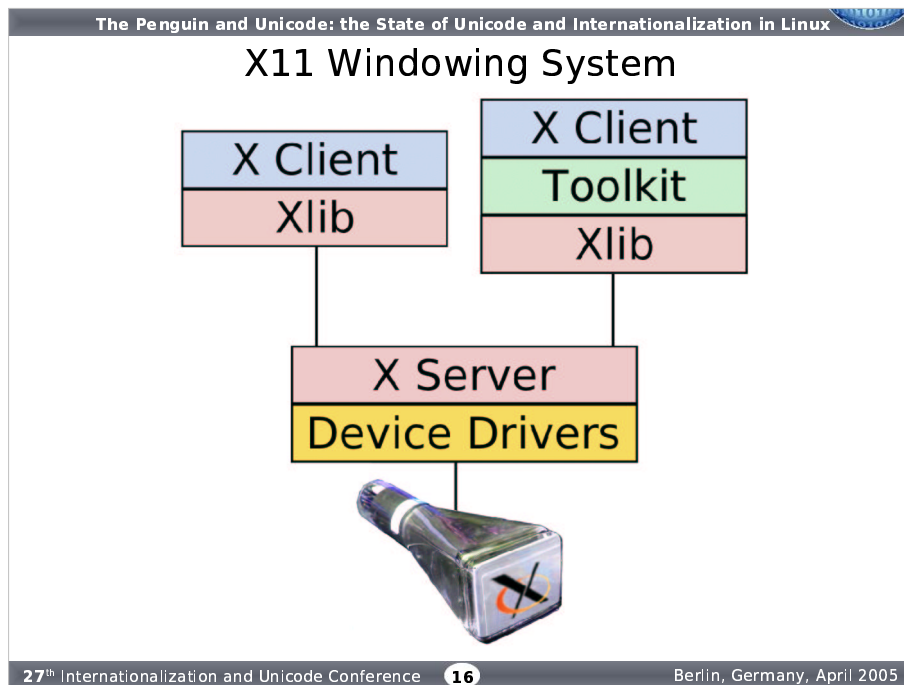 The Penguin and Unicode: the State of Unicode and Internationalization in Linux
X11 Windowing System
X Client
Xlib
X Client
Toolkit
Xlib
X Server
Device Drivers
X
27th Internationalization and Unicode Conference
16
Berlin, Germany, April 2005